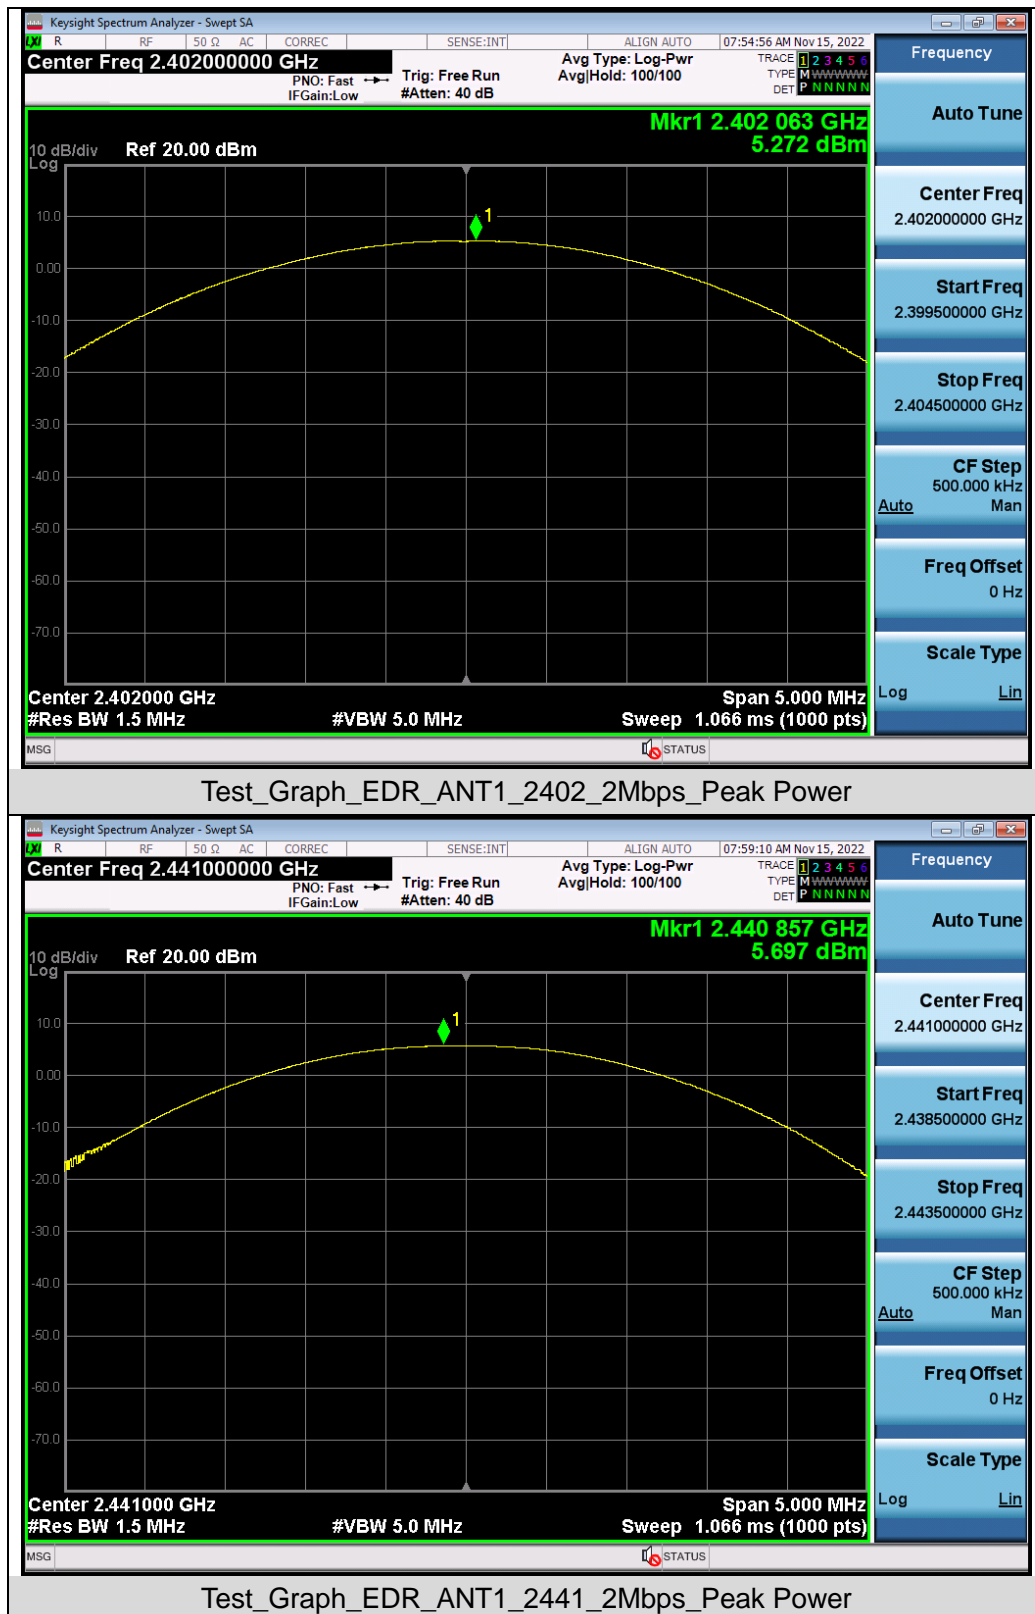 Keysight Spectrum Analyzer - Swept SA
LXI R RF 50 Ω AC CORREC SENSE:INT ALIGN AUTO 07:54:56 AM Nov 15, 2022
Center Freq 2.402000000 GHz
PNO: Fast
IFGain:Low
Trig: Free Run
#Atten: 40 dB
Avg Type: Log-Pwr
Avg|Hold: 100/100
TRACE 1 2 3 4 5 6
TYPE M WWWWW
DET P N N N N N
Mkr1 2.402 063 GHz
5.272 dBm
10 dB/div Ref 20.00 dBm
Log
10.0
1
0.00
-10.0
-20.0
-30.0
-40.0
-50.0
-60.0
-70.0
Center 2.402000 GHz Span 5.000 MHz
#Res BW 1.5 MHz #VBW 5.0 MHz Sweep 1.066 ms (1000 pts)
MSG STATUS
Frequency
Auto Tune
Center Freq
2.402000000 GHz
Start Freq
2.399500000 GHz
Stop Freq
2.404500000 GHz
CF Step
500.000 kHz
Auto Man
Freq Offset
0 Hz
Scale Type
Log Lin
Test_Graph_EDR_ANT1_2402_2Mbps_Peak Power
Keysight Spectrum Analyzer - Swept SA
LXI R RF 50 Ω AC CORREC SENSE:INT ALIGN AUTO 07:59:10 AM Nov 15, 2022
Center Freq 2.441000000 GHz
PNO: Fast
IFGain:Low
Trig: Free Run
#Atten: 40 dB
Avg Type: Log-Pwr
Avg|Hold: 100/100
TRACE 1 2 3 4 5 6
TYPE M WWWWW
DET P N N N N N
Mkr1 2.440 857 GHz
5.697 dBm
10 dB/div Ref 20.00 dBm
Log
10.0
1
0.00
-10.0
-20.0
-30.0
-40.0
-50.0
-60.0
-70.0
Center 2.441000 GHz Span 5.000 MHz
#Res BW 1.5 MHz #VBW 5.0 MHz Sweep 1.066 ms (1000 pts)
MSG STATUS
Frequency
Auto Tune
Center Freq
2.441000000 GHz
Start Freq
2.438500000 GHz
Stop Freq
2.443500000 GHz
CF Step
500.000 kHz
Auto Man
Freq Offset
0 Hz
Scale Type
Log Lin
Test_Graph_EDR_ANT1_2441_2Mbps_Peak Power